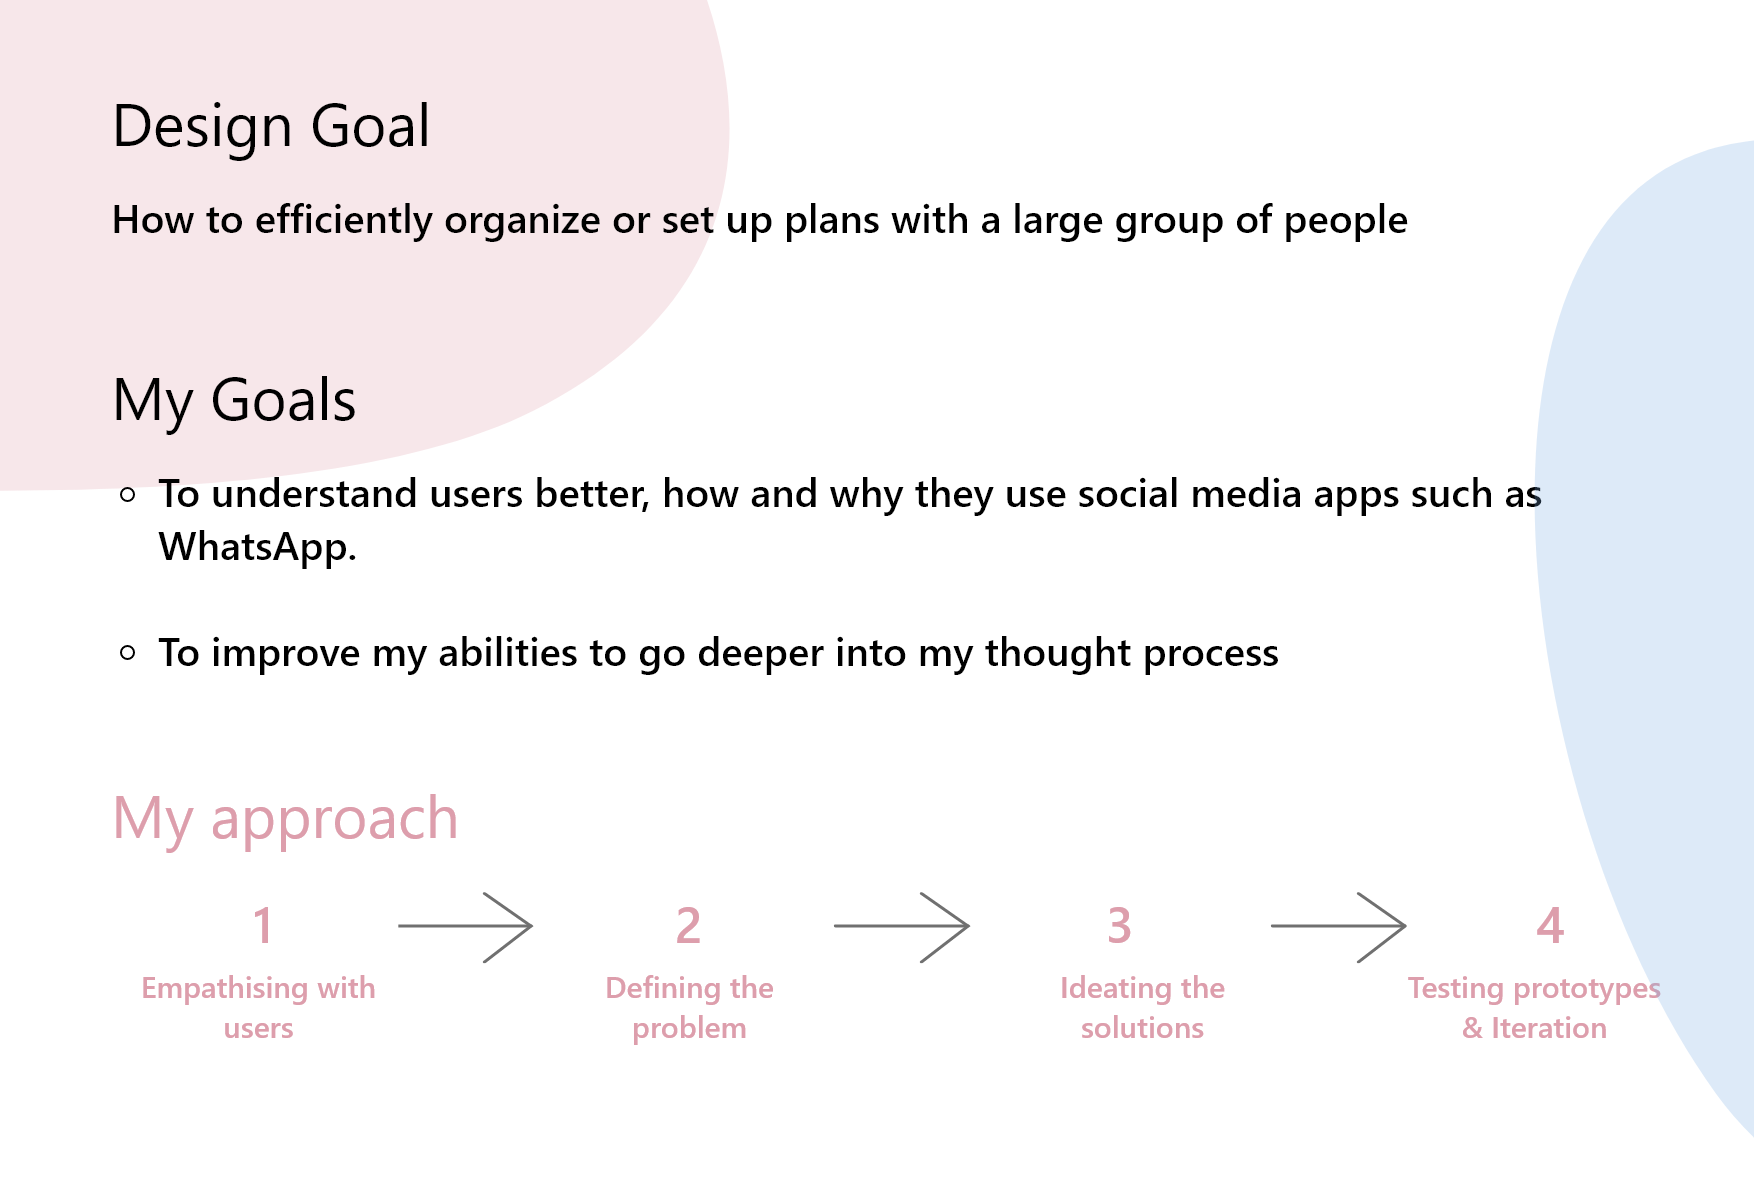 Design Goal
How to efficiently organize or set up plans with a large group of people
My Goals
To understand users better, how and why they use social media apps such as
WhatsApp.
To improve my abilities to go deeper into my thought process
My approach
1
Empathising with
users
2
Defining the
problem
3
Ideating the
solutions
4
Testing prototypes
& Iteration